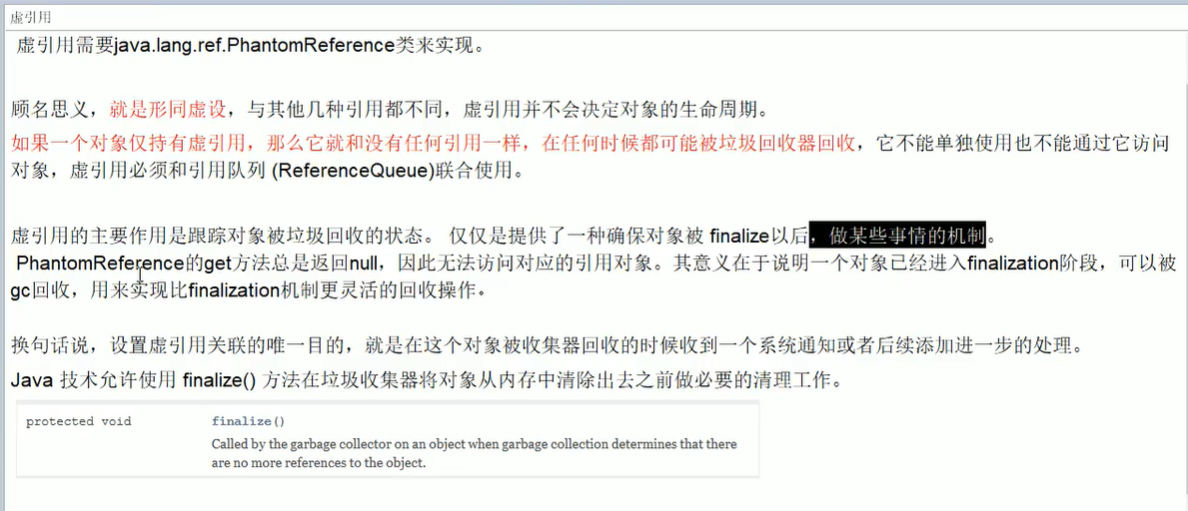 虚引用
虚引用需要java.lang.ref.PhantomReference类来实现。
顾名思义，就是形同虚设，与其他几种引用都不同，虚引用并不会决定对象的生命周期。
如果一个对象仅持有虚引用，那么它就和没有任何引用一样，在任何时候都可能被垃圾回收器回收，它不能单独使用也不能通过它访问
对象，虚引用必须和引用队列 (ReferenceQueue)联合使用。
虚引用的主要作用是跟踪对象被垃圾回收的状态。 仅仅是提供了一种确保对象被 finalize以后，做某些事情的机制。
PhantomReference的get方法总是返回null，因此无法访问对应的引用对象。其意义在于说明一个对象已经进入finalization阶段，可以被
gc回收，用来实现比finalization机制更灵活的回收操作。
换句话说，设置虚引用关联的唯一目的，就是在这个对象被收集器回收的时候收到一个系统通知或者后续添加进一步的处理。
Java 技术允许使用 finalize() 方法在垃圾收集器将对象从内存中清除出去之前做必要的清理工作。
protected void finalize()
Called by the garbage collector on an object when garbage collection determines that there
are no more references to the object.